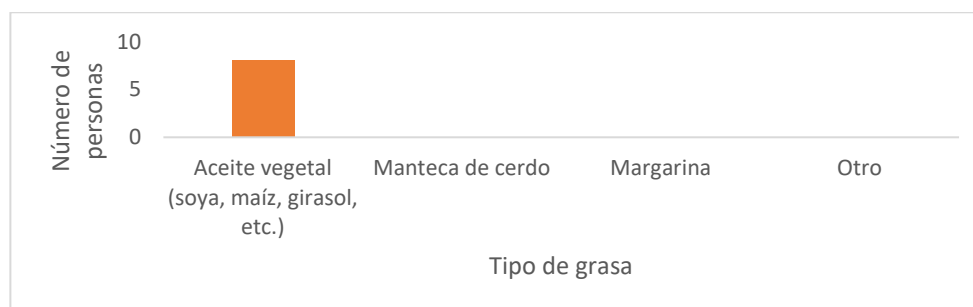 Número de
personas
10
5
0
Aceite vegetal
(soya, maíz, girasol,
etc.)
Manteca de cerdo
Margarina
Otro
Tipo de grasa